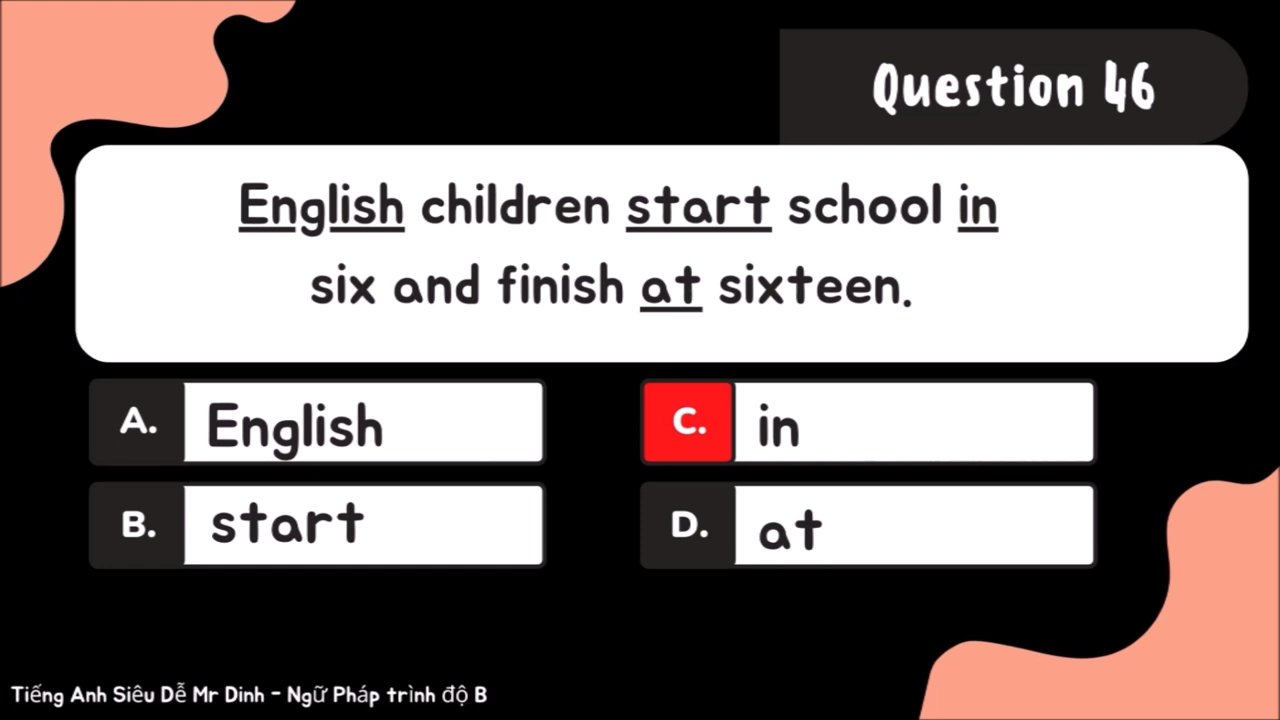 Question 46
English children start school in
six and finish at sixteen.
A. English
C. in
B. start
D. at
Tiếng Anh Siêu Dễ Mr Dinh - Ngữ Pháp trình độ B